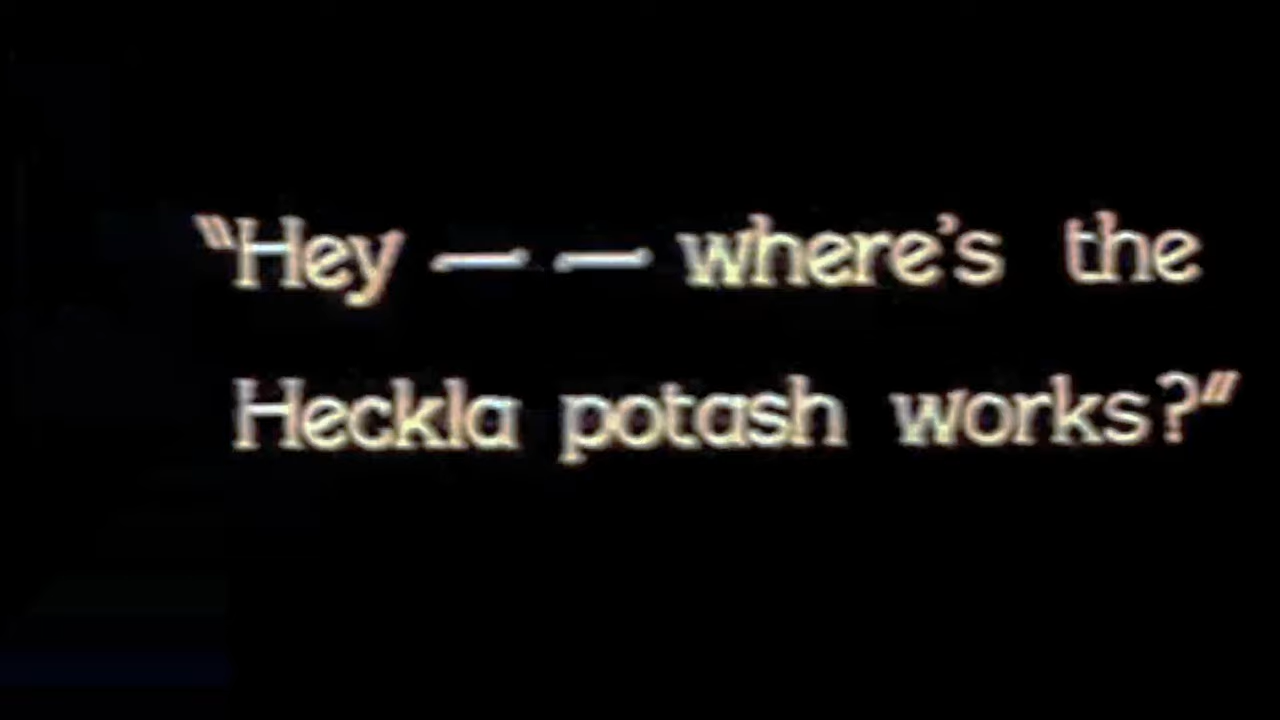 "Hey — — where's the
Heckla potash works?"